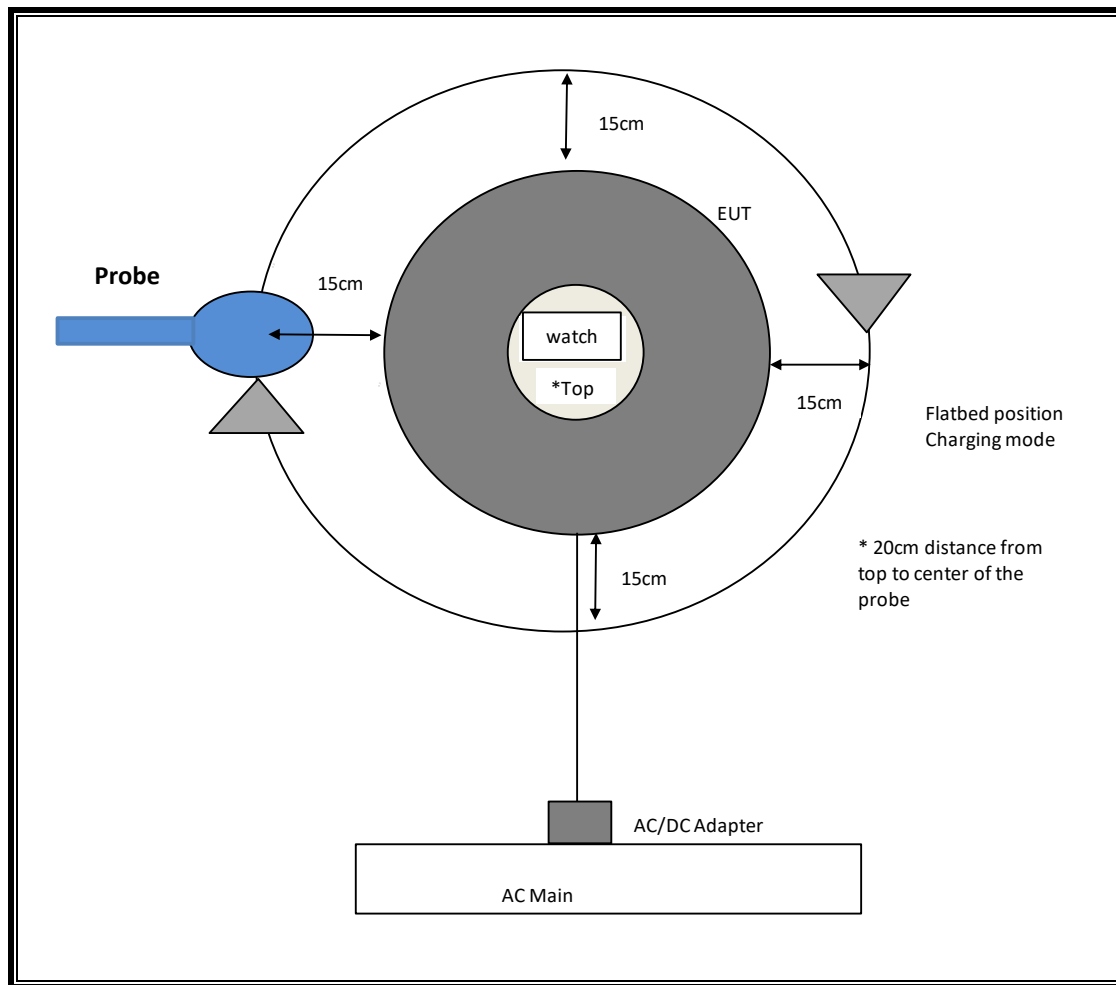 15cm
EUT
Probe
15cm
watch
*Top
15cm
Flatbed position
Charging mode
* 20cm distance from
top to center of the
probe
15cm
AC/DC Adapter
AC Main